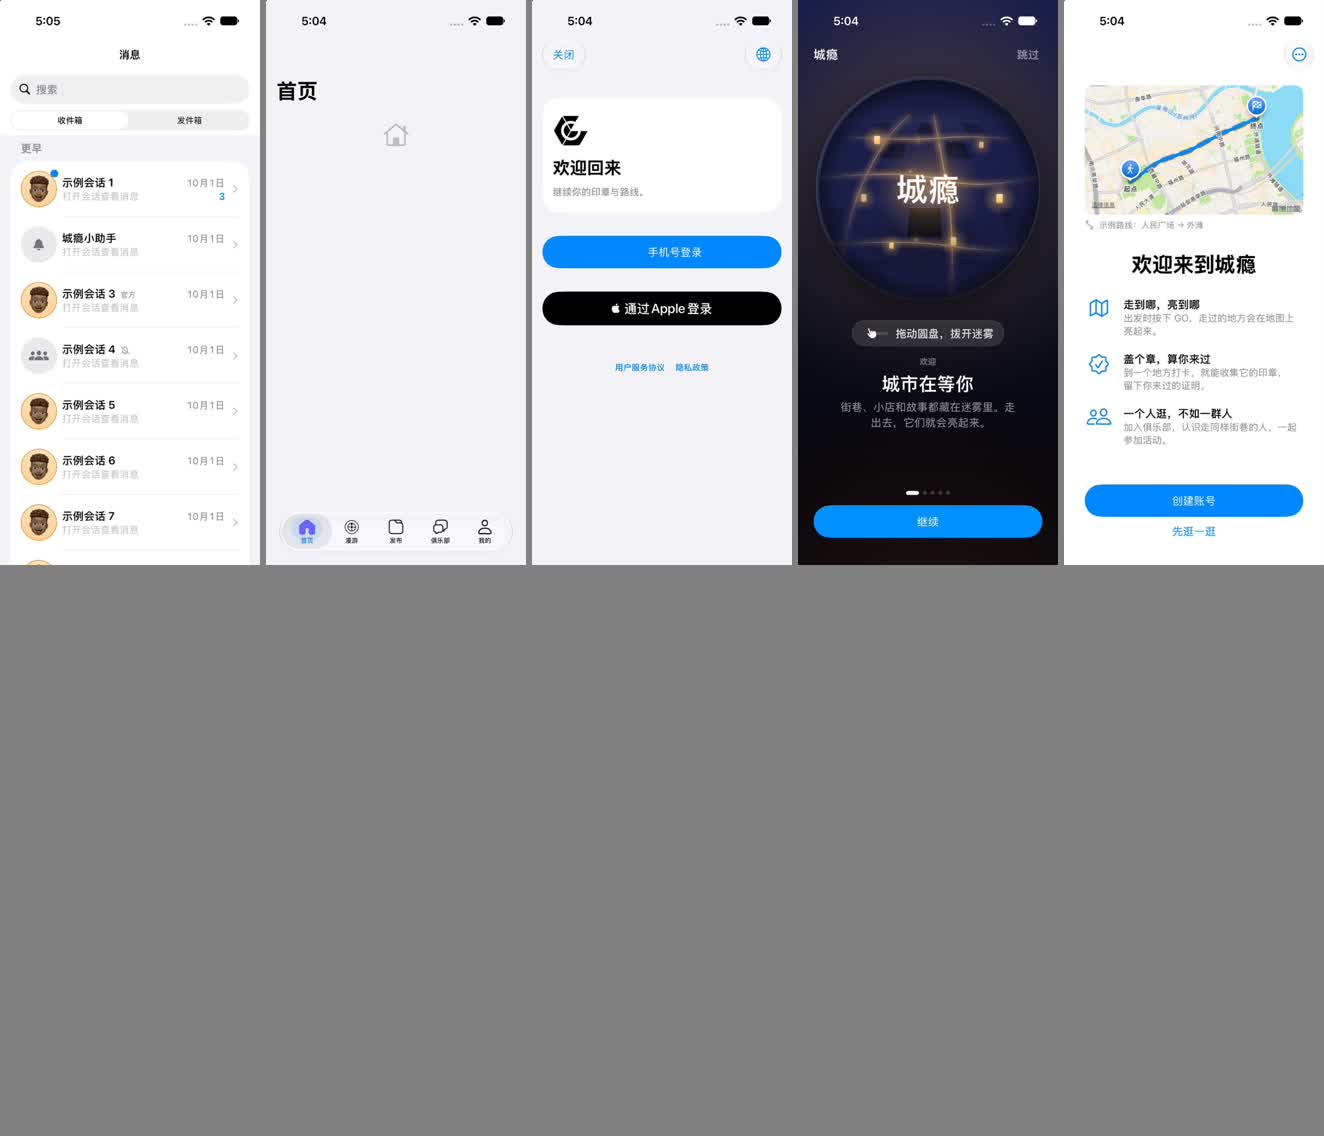 5:05
消息
搜索
收件箱
发件箱
更早
示例会话 1
10月1日
打开会话查看消息
3
城瘾小助手
10月1日
打开会话查看消息
示例会话 3 官方
10月1日
打开会话查看消息
示例会话 4
10月1日
打开会话查看消息
示例会话 5
10月1日
打开会话查看消息
示例会话 6
10月1日
打开会话查看消息
示例会话 7
10月1日
打开会话查看消息
5:04
首页
首页
漫游
发布
俱乐部
我的
5:04
关闭
欢迎回来
继续你的印章与路线。
手机号登录
通过Apple登录
用户服务协议
隐私政策
5:04
城瘾
跳过
城瘾
拖动圆盘，拨开迷雾
欢迎
城市在等你
街巷、小店和故事都藏在迷雾里。走
出去，它们就会亮起来。
继续
5:04
终点
起点
示例路线：人民广场 → 外滩
欢迎来到城瘾
走到哪，亮到哪
出发时按下 GO，走过的地方会在地图上
亮起来。
盖个章，算你来过
到一个地方打卡，就能收集它的印章，
留下你来过的证明。
一个人逛，不如一群人
加入俱乐部，认识走同样街巷的人，一起
参加活动。
创建账号
先逛一逛